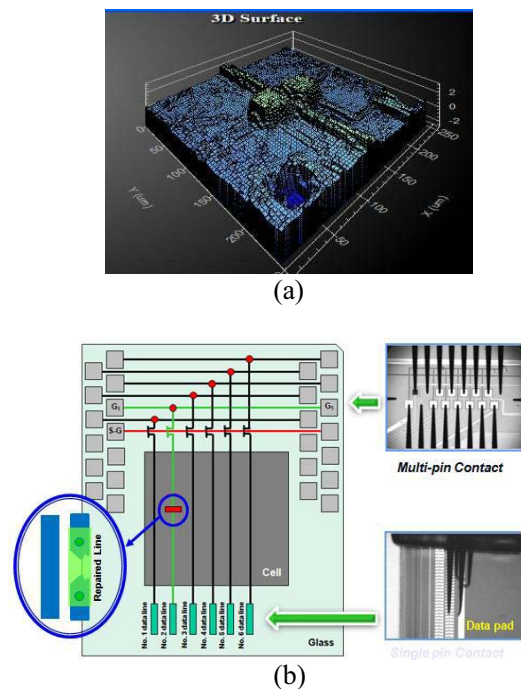 3D Surface
2
0
-2
0
50
100
150
200
Y (um)
250
200
150
100
50
X (um)
(a)
G1
G1
S-G
Multi-pin Contact
Repaired Line
Cell
No. 1 data line
No. 2 data line
No. 3 data line
No. 4 data line
No. 5 data line
No. 6 data line
Glass
Data pad
Single pin Contact
(b)